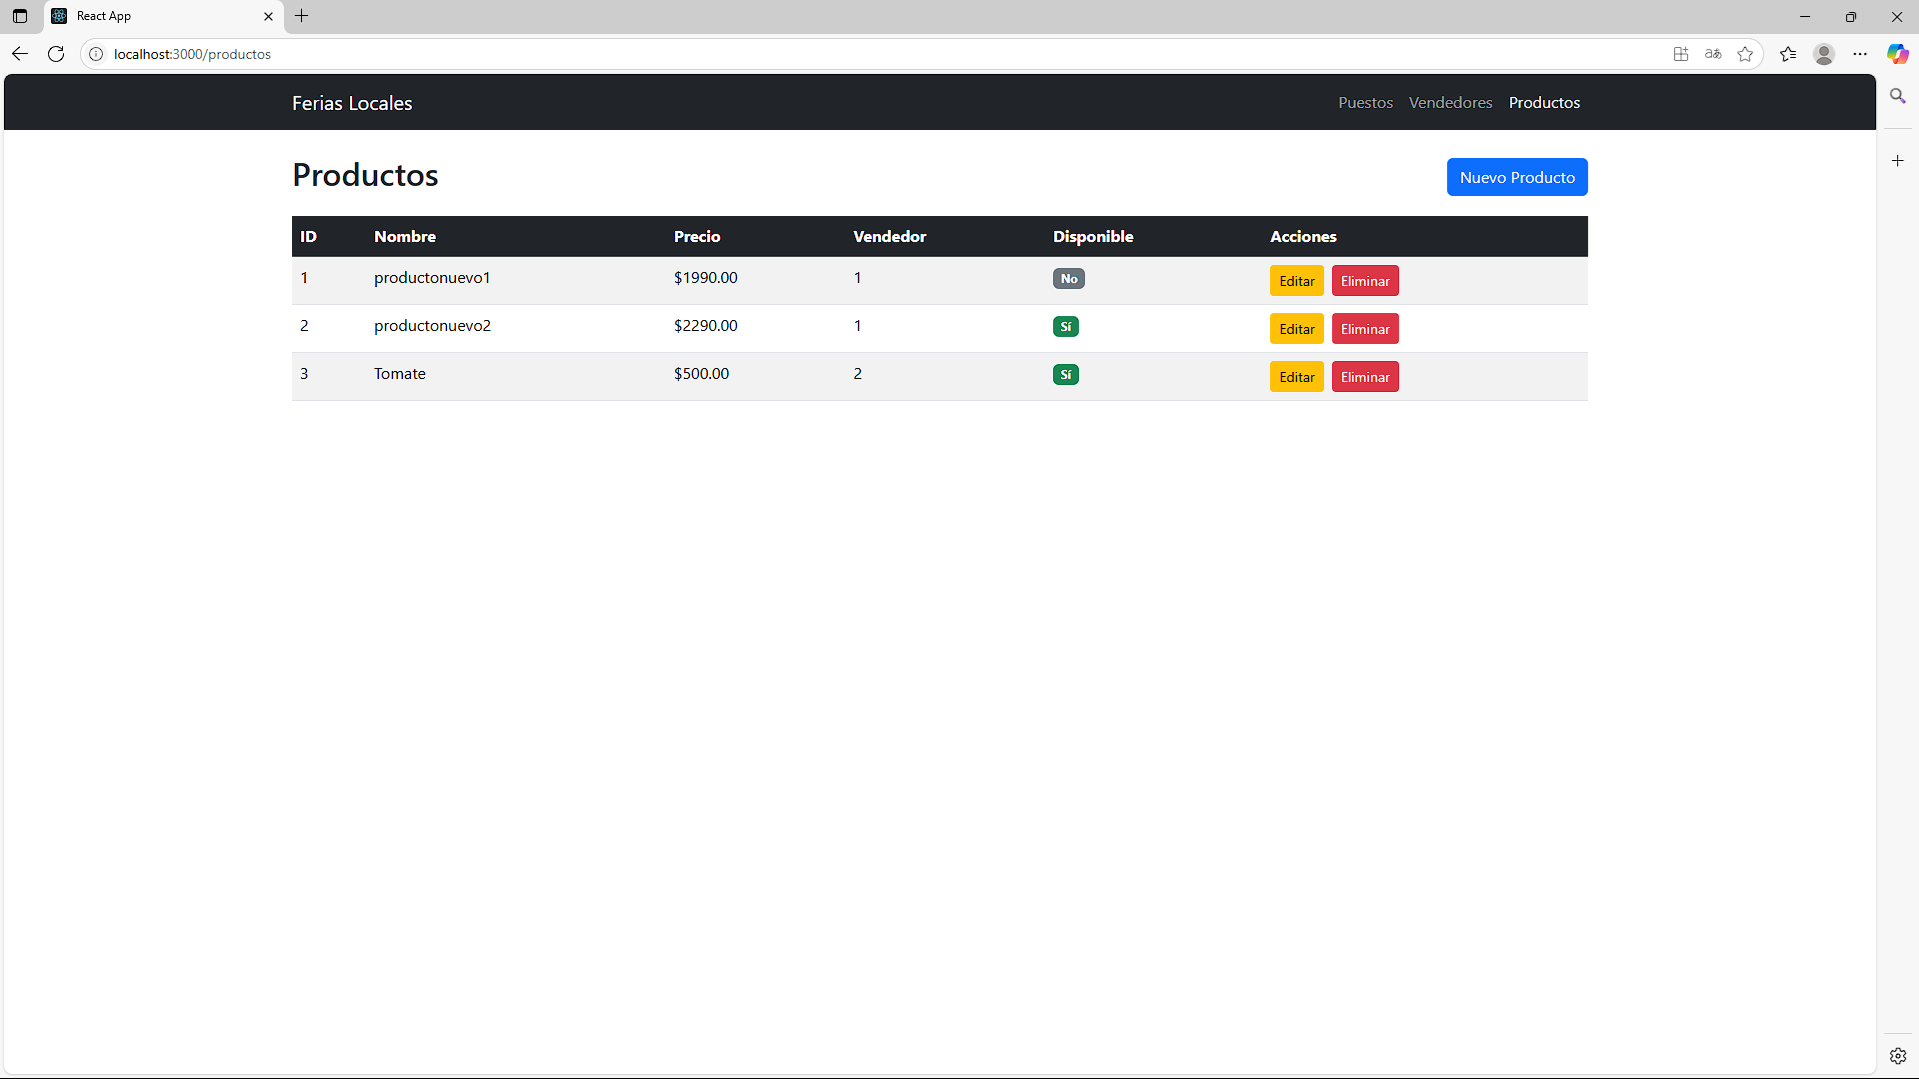 React App
localhost:3000/productos
Ferias Locales
Puestos Vendedores Productos
Productos
Nuevo Producto
ID Nombre Precio Vendedor Disponible Acciones
1 productonuevo1 $1990.00 1 No Editar Eliminar
2 productonuevo2 $2290.00 1 Sí Editar Eliminar
3 Tomate $500.00 2 Sí Editar Eliminar